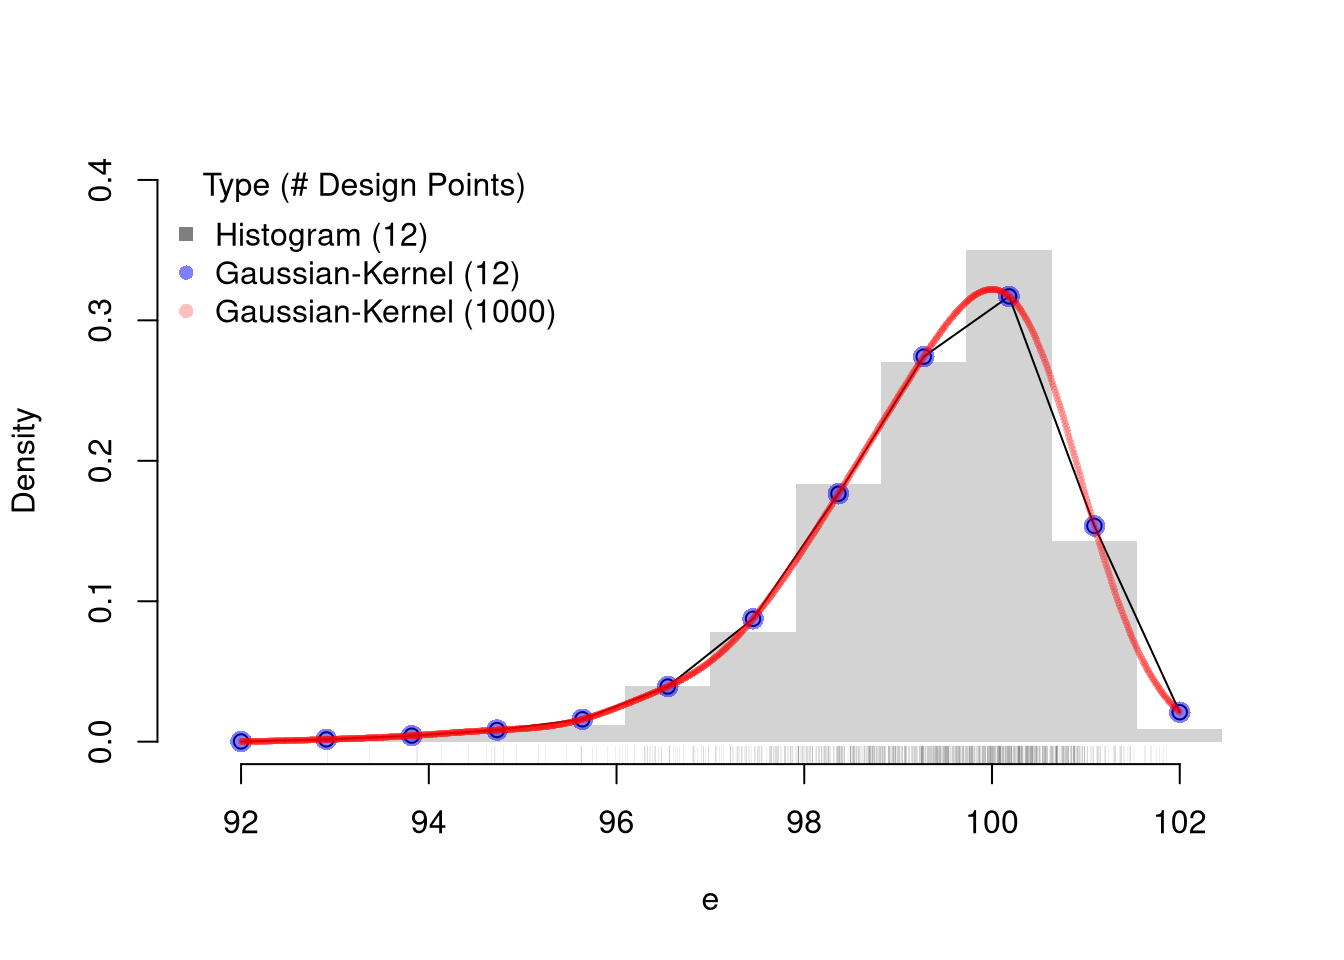 Type (# Design Points)
Histogram (12)
Gaussian-Kernel (12)
Gaussian-Kernel (1000)
0.4
0.3
0.2
0.1
0.0
Density
92 94 96 98 100 102
e